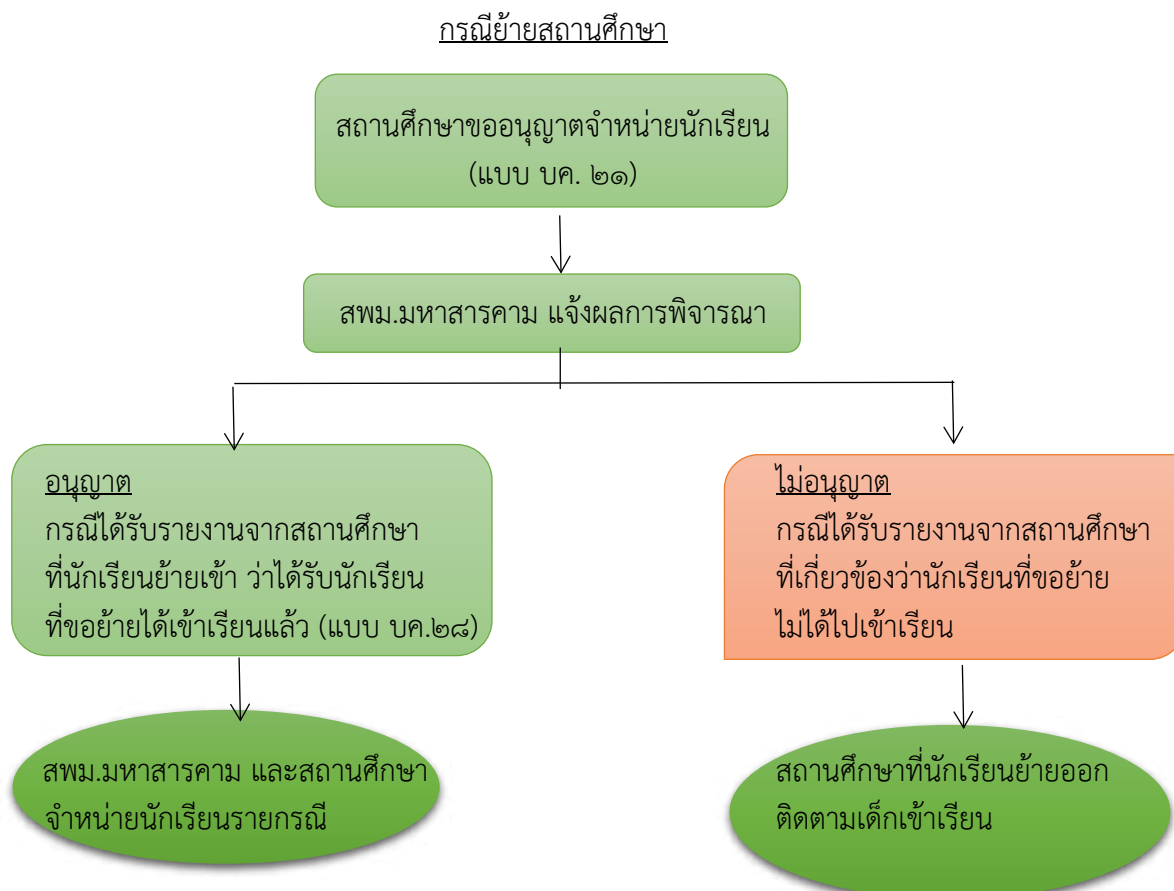 กรณีย้ายสถานศึกษา
สถานศึกษาขออนุญาตจำหน่ายนักเรียน
(แบบ บค. ๒๑)
สพม.มหาสารคาม แจ้งผลการพิจารณา
อนุญาต
กรณีได้รับรายงานจากสถานศึกษา
ที่นักเรียนย้ายเข้า ว่าได้รับนักเรียน
ที่ขอย้ายได้เข้าเรียนแล้ว (แบบ บค.๒๘)
ไม่อนุญาต
กรณีได้รับรายงานจากสถานศึกษา
ที่เกี่ยวข้องว่านักเรียนที่ขอย้าย
ไม่ได้ไปเข้าเรียน
สพม.มหาสารคาม และสถานศึกษา
จำหน่ายนักเรียนรายกรณี
สถานศึกษาที่นักเรียนย้ายออก
ติดตามเด็กเข้าเรียน